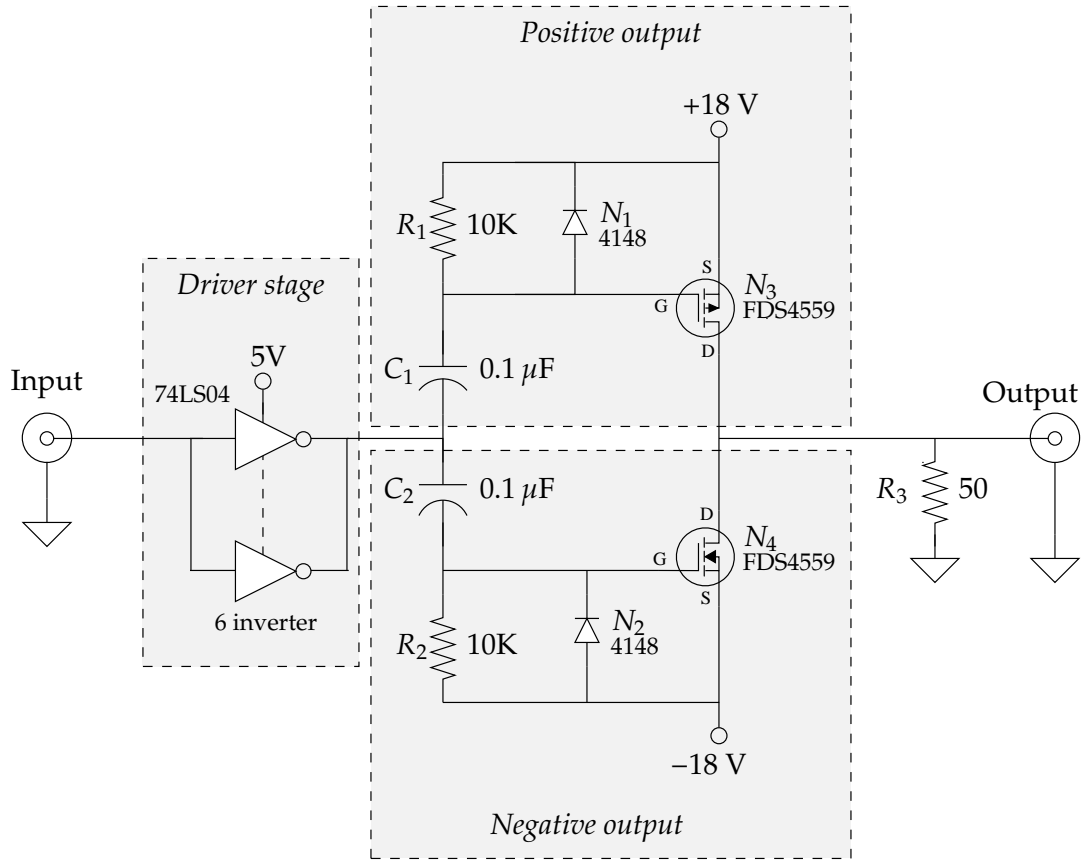 Positive output
+18 V
R1 10K
N1
4148
S
G
D
N3
FDS4559
Driver stage
5V
74LS04
6 inverter
Input
C1 0.1 µF
C2 0.1 µF
Output
R3 50
D
G
S
N4
FDS4559
R2 10K
N2
4148
−18 V
Negative output